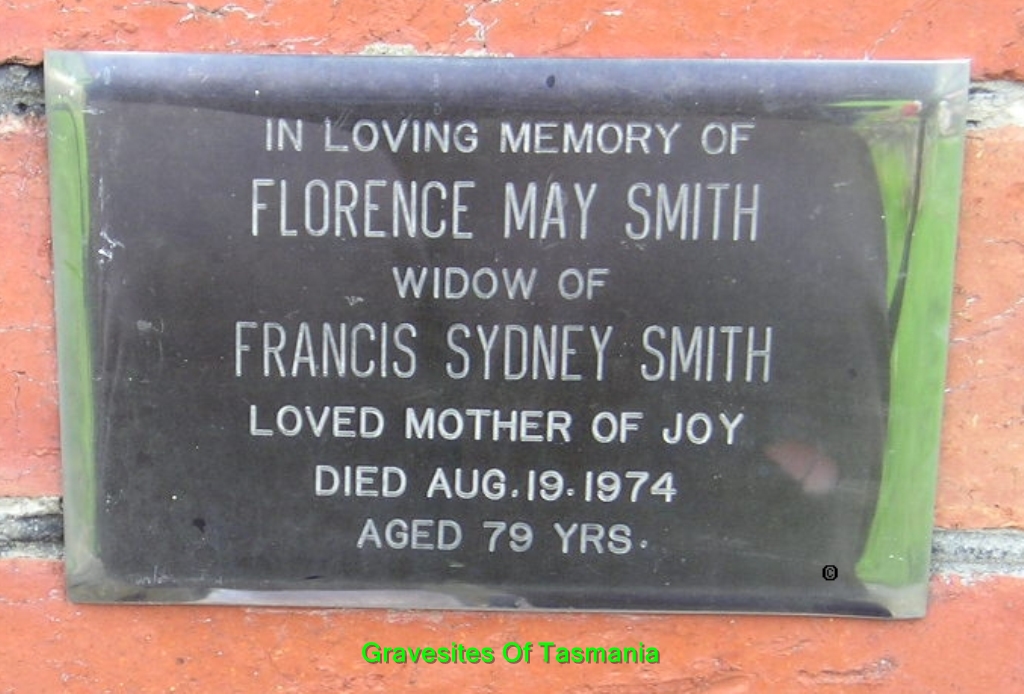 IN LOVING MEMORY OF
FLORENCE MAY SMITH
WIDOW OF
FRANCIS SYDNEY SMITH
LOVED MOTHER OF JOY
DIED AUG.19.1974
AGED 79 YRS.
©
Gravesites Of Tasmania